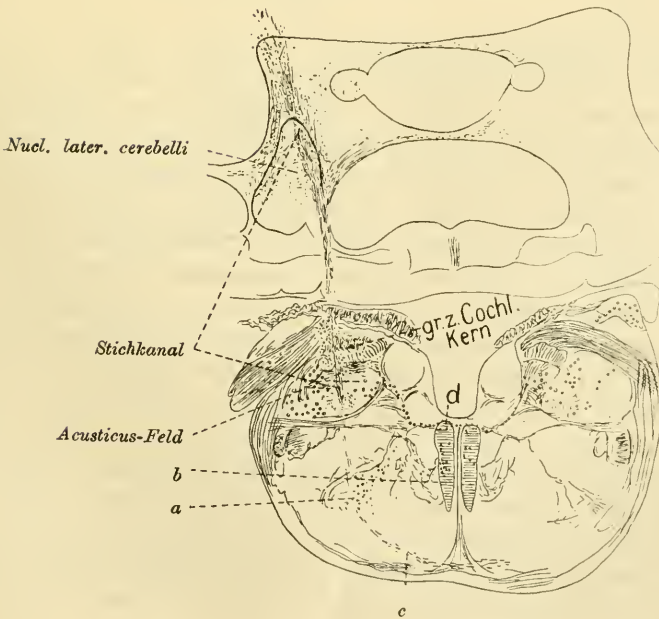 Nucl. later. cerebelli
Stichkanal
gr.z.Cochl.
Kern
d
Acusticus-Feld
b
a
c